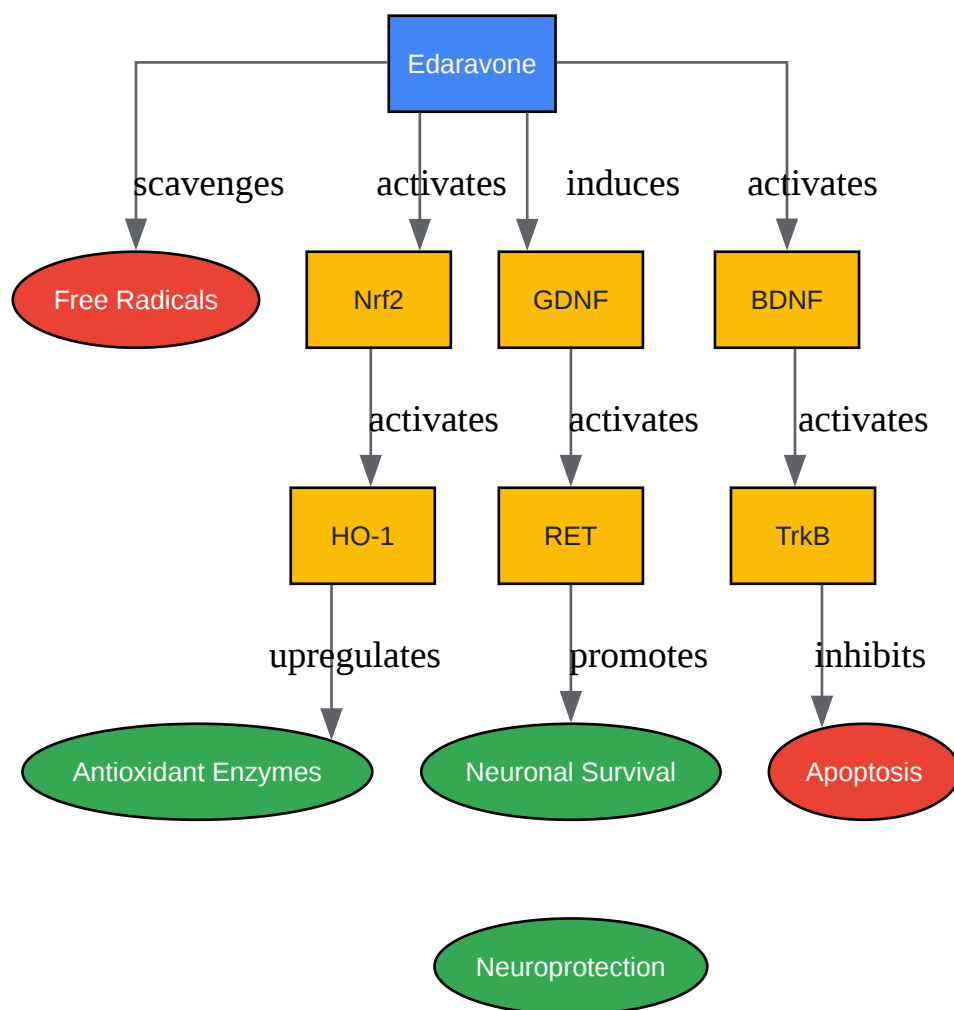 Edaravone
scavenges
activates
induces
activates
Free Radicals
Nrf2
GDNF
BDNF
activates
activates
activates
HO-1
RET
TrkB
upregulates
promotes
inhibits
Antioxidant Enzymes
Neuronal Survival
Apoptosis
Neuroprotection